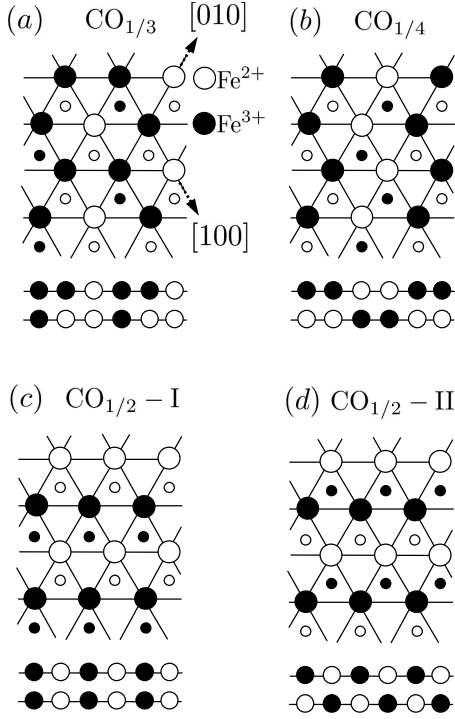 (a) CO₁/₃ [010]
Fe²⁺
Fe³⁺
[100]
(b) CO₁/₄
(c) CO₁/₂ − I
(d) CO₁/₂ − II